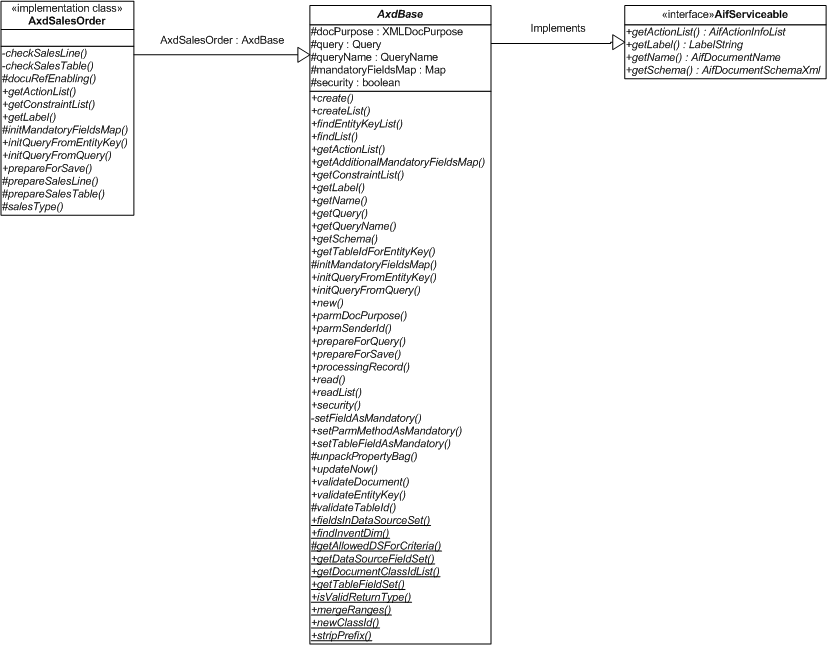 «implementation class»
AxdSalesOrder
-checkSalesLine()
-checkSalesTable()
#docuRefEnabling()
+getActionList()
+getConstraintList()
+getLabel()
#initMandatoryFieldsMap()
+initQueryFromEntityKey()
+initQueryFromQuery()
+prepareForSave()
#prepareSalesLine()
#prepareSalesTable()
#salesType()
AxdSalesOrder : AxdBase
AxdBase
#docPurpose : XMLDocPurpose
#query : Query
#queryName : QueryName
#mandatoryFieldsMap : Map
#security : boolean
+create()
+createList()
+findEntityKeyList()
+findList()
+getActionList()
+getAdditionalMandatoryFieldsMap()
+getConstraintList()
+getLabel()
+getName()
+getQuery()
+getQueryName()
+getSchema()
+getTableIdForEntityKey()
#initMandatoryFieldsMap()
+initQueryFromEntityKey()
+initQueryFromQuery()
+new()
+parmDocPurpose()
+parmSenderId()
+prepareForQuery()
+prepareForSave()
+processingRecord()
+read()
+readList()
+security()
-setFieldAsMandatory()
+setParmMethodAsMandatory()
+setTableFieldAsMandatory()
#unpackPropertyBag()
+updateNow()
+validateDocument()
+validateEntityKey()
#validateTableId()
+fieldsInDataSourceSet()
+findInventDim()
#getAllowedDSForCriteria()
+getDataSourceFieldSet()
+getDocumentClassIdList()
+getTableFieldSet()
+isValidReturnType()
+mergeRanges()
+newClassId()
+stripPrefix()
Implements
«interface»AifServiceable
+getActionList() : AifActionInfoList
+getLabel() : LabelString
+getName() : AifDocumentName
+getSchema() : AifDocumentSchemaXml